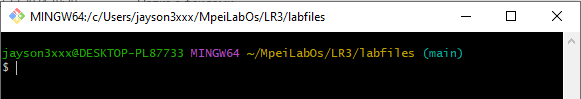 MINGW64:/c/Users/jayson3xxx/MpeiLabOs/LR3/labfiles
jayson3xxx@DESKTOP-PL87733 MINGW64 ~/MpeiLabOs/LR3/labfiles (main)
$